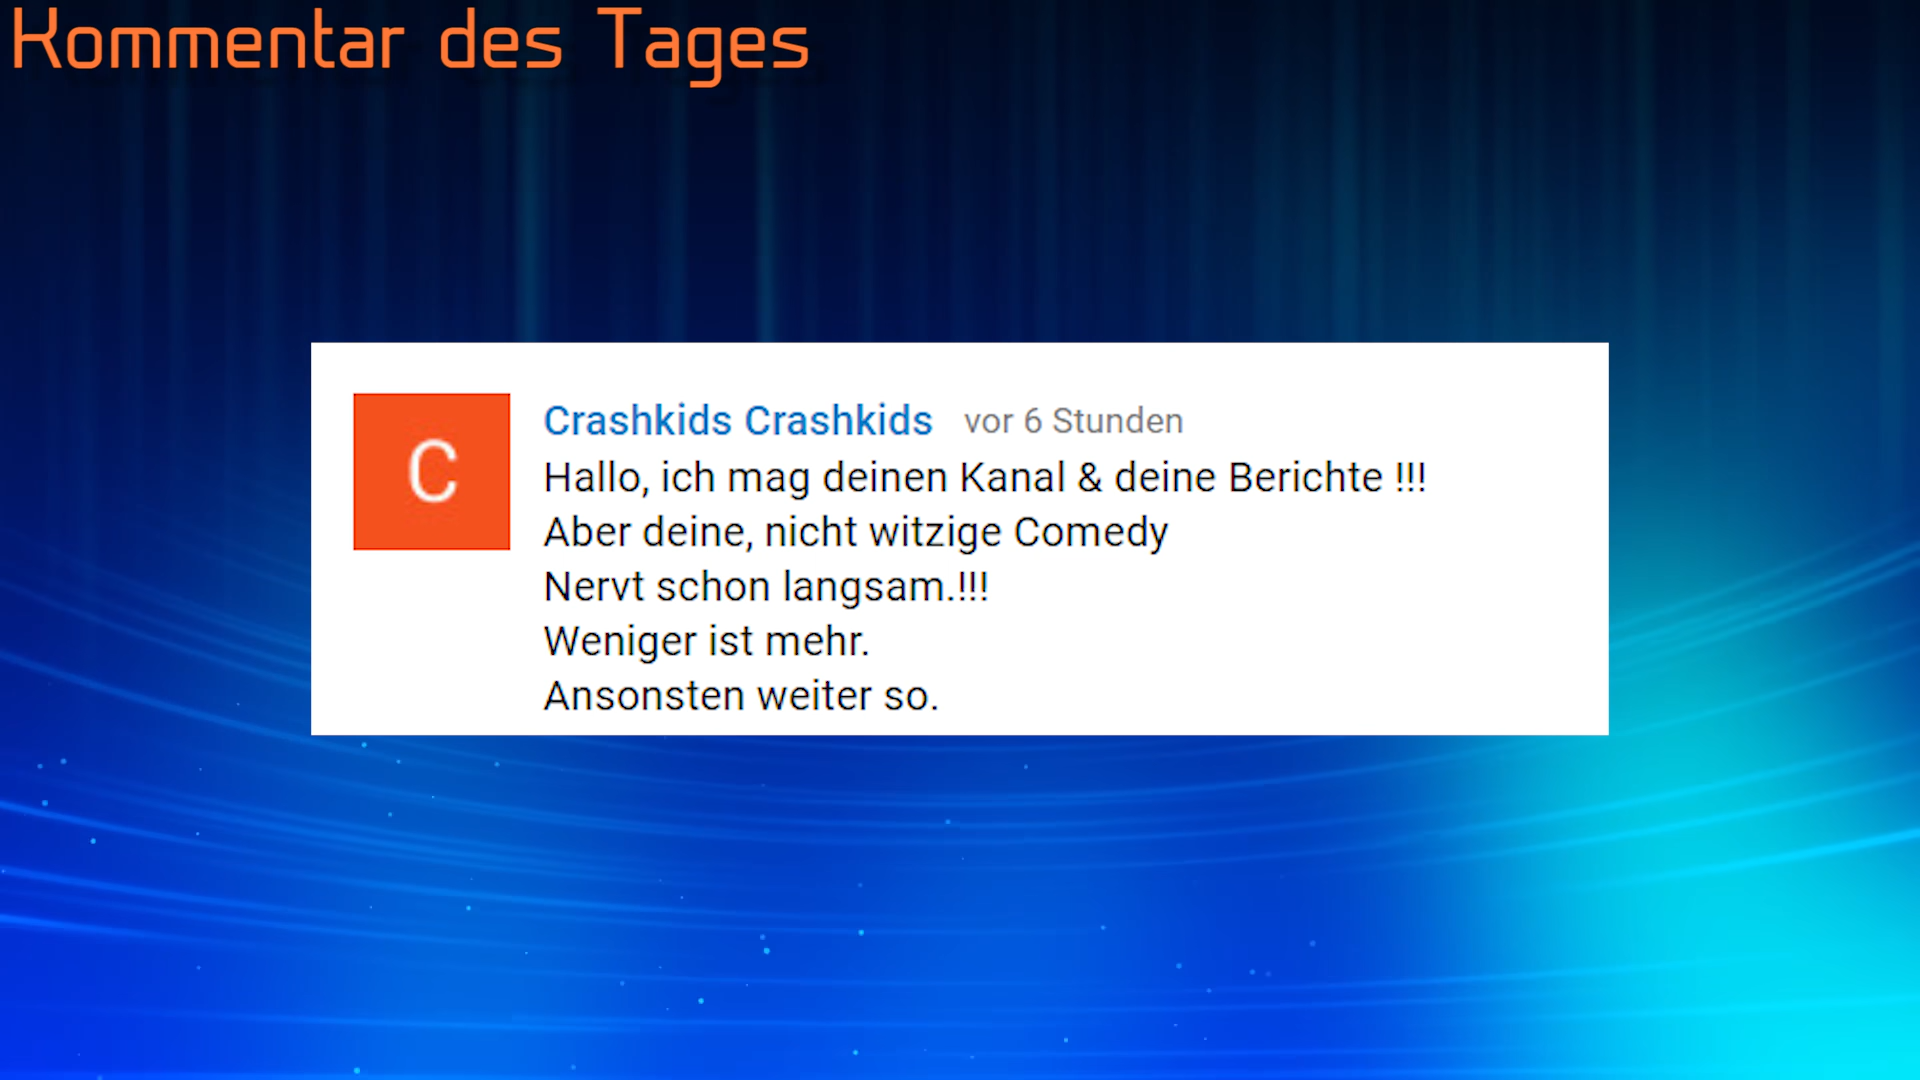 Kommentar des Tages
C
Crashkids Crashkids vor 6 Stunden
Hallo, ich mag deinen Kanal & deine Berichte !!!
Aber deine, nicht witzige Comedy
Nervt schon langsam.!!!
Weniger ist mehr.
Ansonsten weiter so.